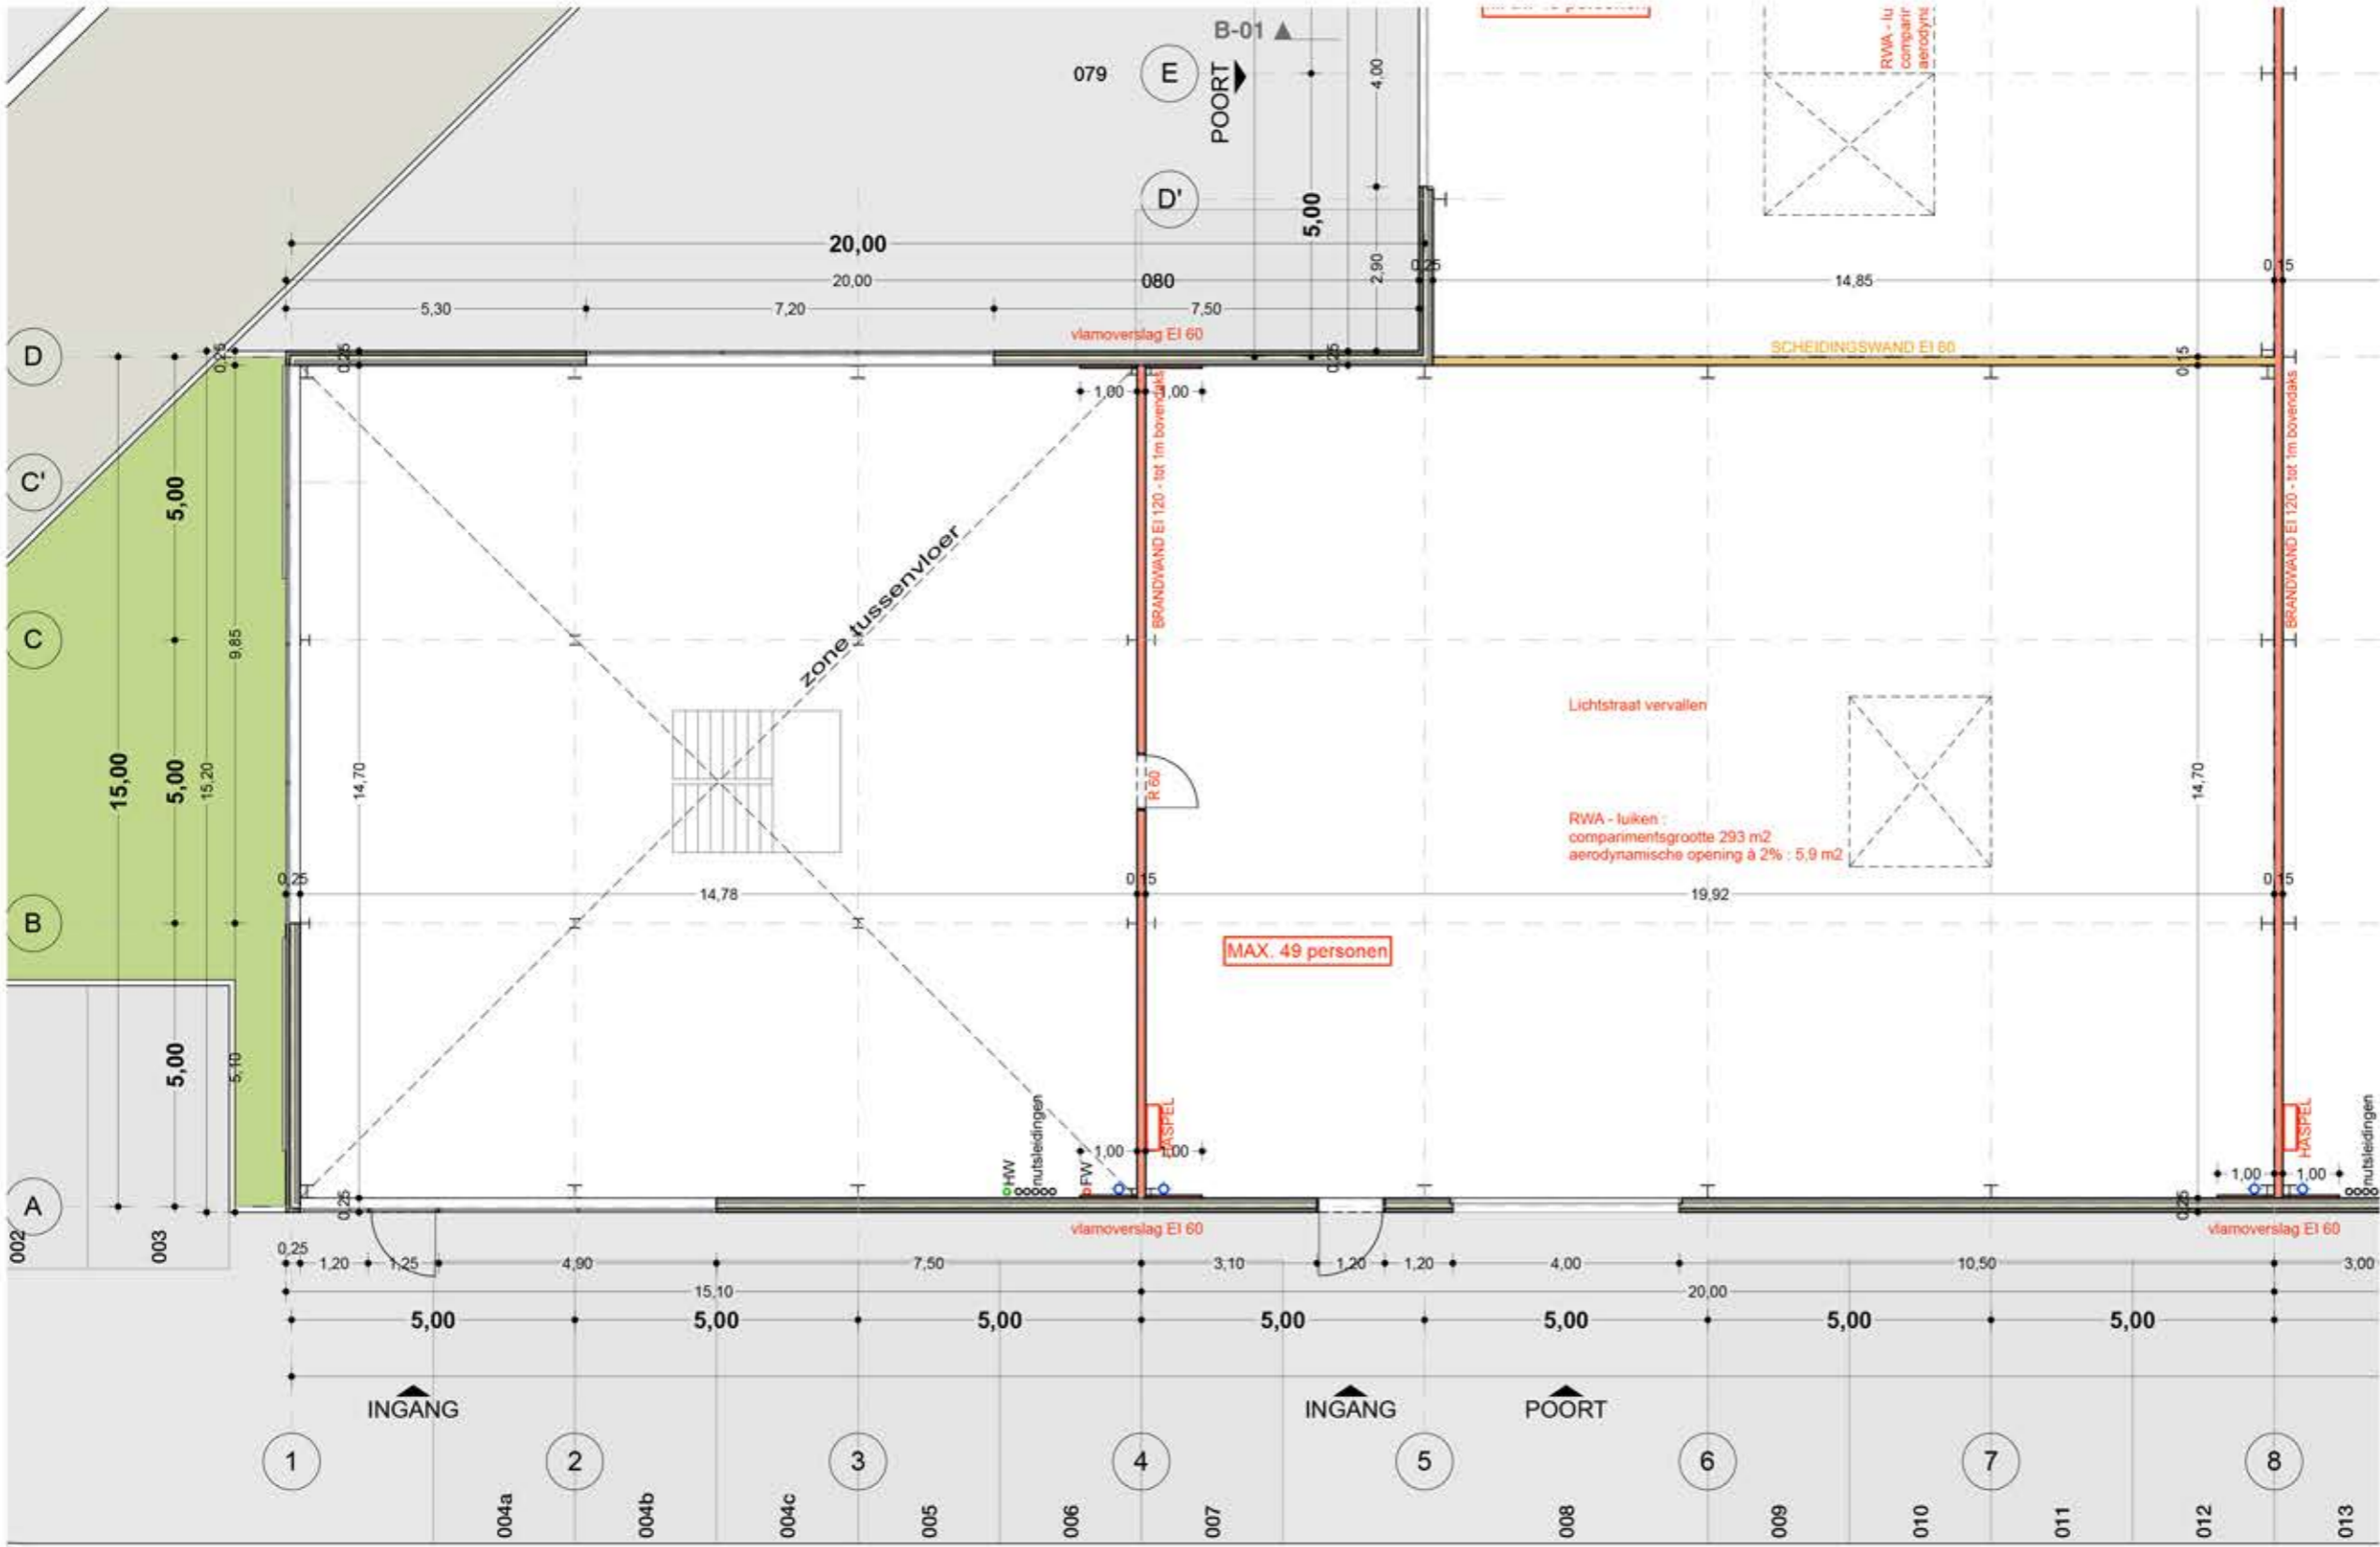 B-01
079
E
POORT
4,00
RWA - lu
comparir
D'
5,00
2,90
20,00
20,00
080
5,30
7,20
7,50
0,25
14,85
0,15
vlamoverslag EI 60
SCHEIDINGSWAND EI 60
D
0,25
0,25
0,25
0,15
1,00
1,00
BRANDWAND EI 120 - tot 1m bovendaks
BRANDWAND EI 120 - tot 1m bovendaks
C'
5,00
zone tussenvloer
C
9,85
Lichtstraat vervallen
15,00
5,00
15,20
14,70
R 60
14,70
RWA - luiken :
comparimentsgrootte 293 m2
aerodynamische opening à 2% : 5,9 m2
0,25
14,78
0,15
19,92
0,15
B
MAX. 49 personen
5,00
5,10
HW
nutsleidingen
FW
HASPEL
1,00
1,00
HASPEL
1,00
1,00
nutsleidingen
A
0,25
0,25
vlamoverslag EI 60
vlamoverslag EI 60
002
003
0,25
1,20
1,25
4,90
7,50
3,10
1,20
1,20
4,00
10,50
3,00
15,10
20,00
5,00
5,00
5,00
5,00
5,00
5,00
5,00
INGANG
INGANG
POORT
1
2
3
4
5
6
7
8
004a
004b
004c
005
006
007
008
009
010
011
012
013